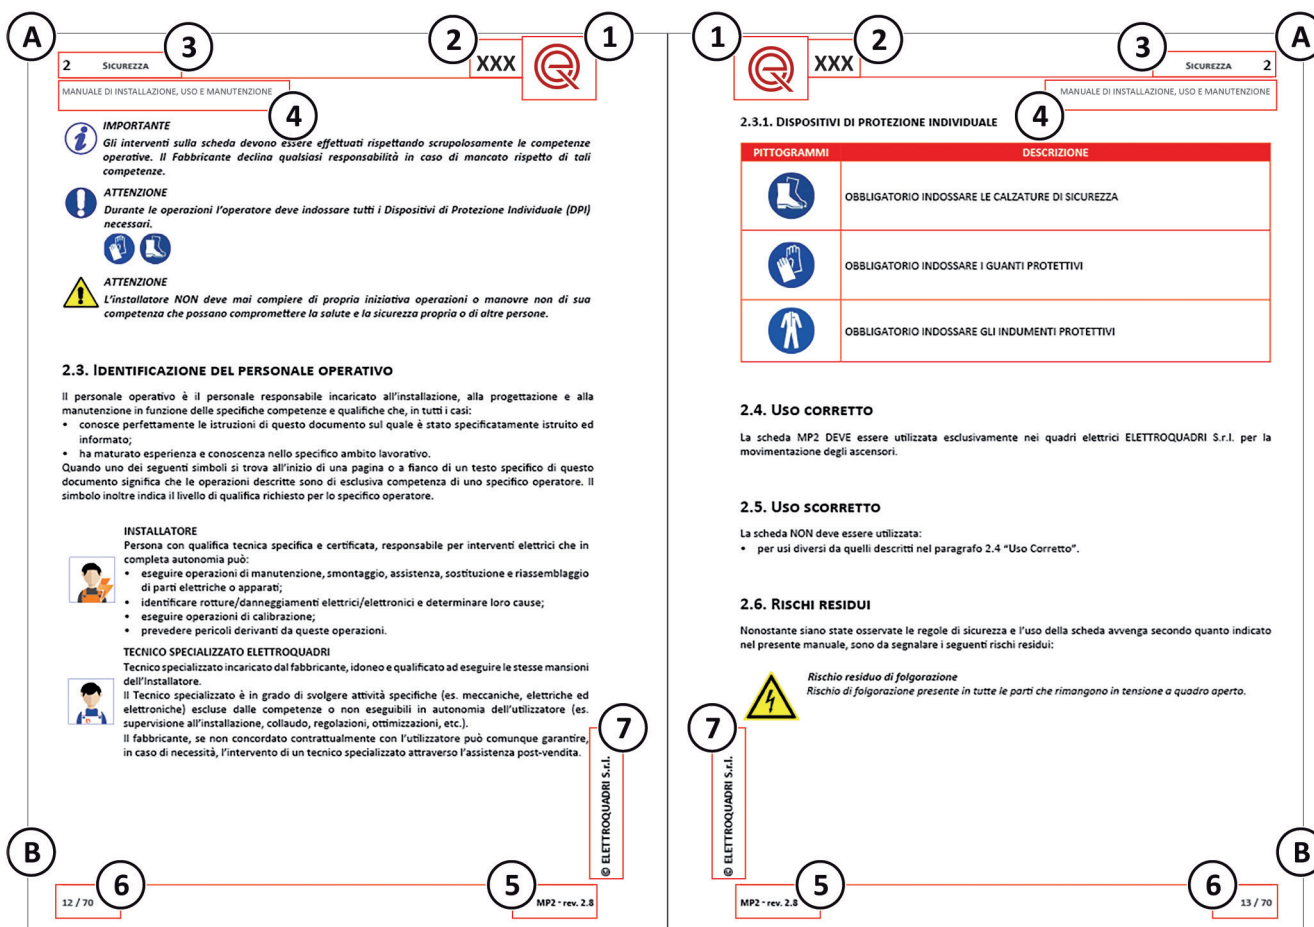 A
3
2
1
2 SICUREZZA
XXX
MANUALE DI INSTALLAZIONE, USO E MANUTENZIONE
4
IMPORTANTE
Gli interventi sulla scheda devono essere effettuati rispettando scrupolosamente le competenze
operative. Il Fabbricante declina qualsiasi responsabilità in caso di mancato rispetto di tali
competenze.
ATTENZIONE
Durante le operazioni l'operatore deve indossare tutti i Dispositivi di Protezione Individuale (DPI)
necessari.
ATTENZIONE
L'installatore NON deve mai compiere di propria iniziativa operazioni o manovre non di sua
competenza che possano compromettere la salute e la sicurezza propria o di altre persone.
2.3. IDENTIFICAZIONE DEL PERSONALE OPERATIVO
Il personale operativo è il personale responsabile incaricato all'installazione, alla progettazione e alla
manutenzione in funzione delle specifiche competenze e qualifiche che, in tutti i casi:
• conosce perfettamente le istruzioni di questo documento sul quale è stato specificatamente istruito ed
informato;
• ha maturato esperienza e conoscenza nello specifico ambito lavorativo.
Quando uno dei seguenti simboli si trova all'inizio di una pagina o a fianco di un testo specifico di questo
documento significa che le operazioni descritte sono di esclusiva competenza di uno specifico operatore. Il
simbolo inoltre indica il livello di qualifica richiesto per lo specifico operatore.
INSTALLATORE
Persona con qualifica tecnica specifica e certificata, responsabile per interventi elettrici che in
completa autonomia può:
• eseguire operazioni di manutenzione, smontaggio, assistenza, sostituzione e riassemblaggio
di parti elettriche o apparati;
• identificare rotture/danneggiamenti elettrici/elettronici e determinare loro cause;
• eseguire operazioni di calibrazione;
• prevedere pericoli derivanti da queste operazioni.
TECNICO SPECIALIZZATO ELETTROQUADRI
Tecnico specializzato incaricato dal fabbricante, idoneo e qualificato ad eseguire le stesse mansioni
dell'Installatore.
Il Tecnico specializzato è in grado di svolgere attività specifiche (es. meccaniche, elettriche ed
elettroniche) escluse dalle competenze o non eseguibili in autonomia dell'utilizzatore (es.
supervisione all'installazione, collaudo, regolazioni, ottimizzazioni, etc.).
Il fabbricante, se non concordato contrattualmente con l'utilizzatore può comunque garantire,
in caso di necessità, l'intervento di un tecnico specializzato attraverso l'assistenza post-vendita.
7
© ELETTROQUADRI S.r.l.
B
6
5
12 / 70
MP2 - rev. 2.8
1
2
3
A
XXX
SICUREZZA 2
MANUALE DI INSTALLAZIONE, USO E MANUTENZIONE
4
2.3.1. DISPOSITIVI DI PROTEZIONE INDIVIDUALE
PITTOGRAMMI DESCRIZIONE
OBBLIGATORIO INDOSSARE LE CALZATURE DI SICUREZZA
OBBLIGATORIO INDOSSARE I GUANTI PROTETTIVI
OBBLIGATORIO INDOSSARE GLI INDUMENTI PROTETTIVI
2.4. USO CORRETTO
La scheda MP2 DEVE essere utilizzata esclusivamente nei quadri elettrici ELETTROQUADRI S.r.l. per la
movimentazione degli ascensori.
2.5. USO SCORRETTO
La scheda NON deve essere utilizzata:
• per usi diversi da quelli descritti nel paragrafo 2.4 “Uso Corretto”.
2.6. RISCHI RESIDUI
Nonostante siano state osservate le regole di sicurezza e l'uso della scheda avvenga secondo quanto indicato
nel presente manuale, sono da segnalare i seguenti rischi residui:
Rischio residuo di folgorazione
Rischio di folgorazione presente in tutte le parti che rimangono in tensione a quadro aperto.
7
© ELETTROQUADRI S.r.l.
B
5
6
MP2 - rev. 2.8
13 / 70